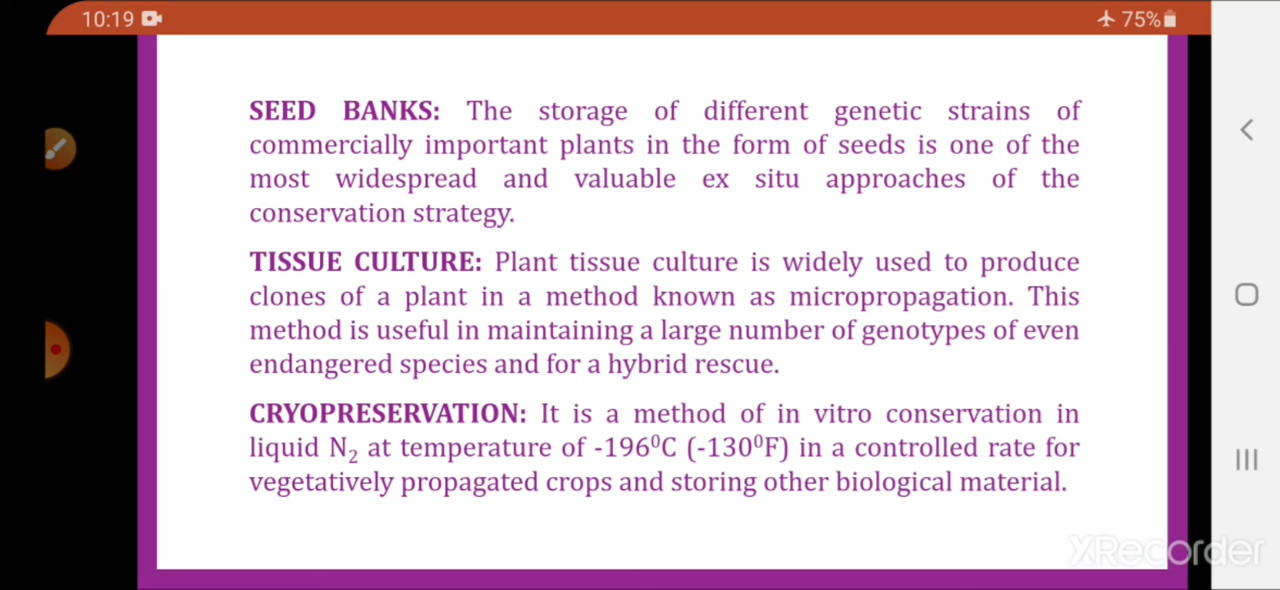 10:19
75%
SEED BANKS: The storage of different genetic strains of
commercially important plants in the form of seeds is one of the
most widespread and valuable ex situ approaches of the
conservation strategy.
TISSUE CULTURE: Plant tissue culture is widely used to produce
clones of a plant in a method known as micropropagation. This
method is useful in maintaining a large number of genotypes of even
endangered species and for a hybrid rescue.
CRYOPRESERVATION: It is a method of in vitro conservation in
liquid N₂ at temperature of -196⁰C (-130⁰F) in a controlled rate for
vegetatively propagated crops and storing other biological material.
XRecorder